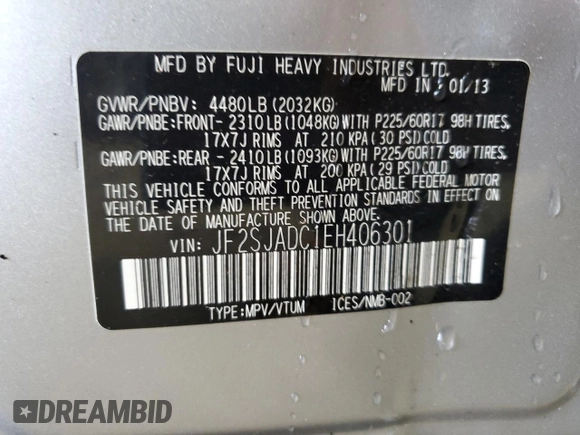 MFD BY FUJI HEAVY INDUSTRIES LTD.
MFD IN 01/13
GVWR/PNBV: 4480LB(2032KG)
GAWR/PNBE:FRONT- 2310LB(1048KG)WITH P225/60R17 98H TIRES,
17X7J RIMS AT 210 KPA(30 PSI)COLD
GAWR/PNBE:REAR - 2410LB(1093KG)WITH P225/60R17 98H TIRES,
17X7J RIMS AT 200 KPA(29 PSI)COLD
THIS VEHICLE CONFORMS TO ALL APPLICABLE FEDERAL MOTOR
VEHICLE SAFETY AND THEFT PREVENTION STANDARDS IN EFFECT ON
THE DATE OF MANUFACTURE SHOWN ABOVE.
VIN: JF2SJADC1EH406301
TYPE:MPV/VTUM ICES/NMB-002
DREAMBID